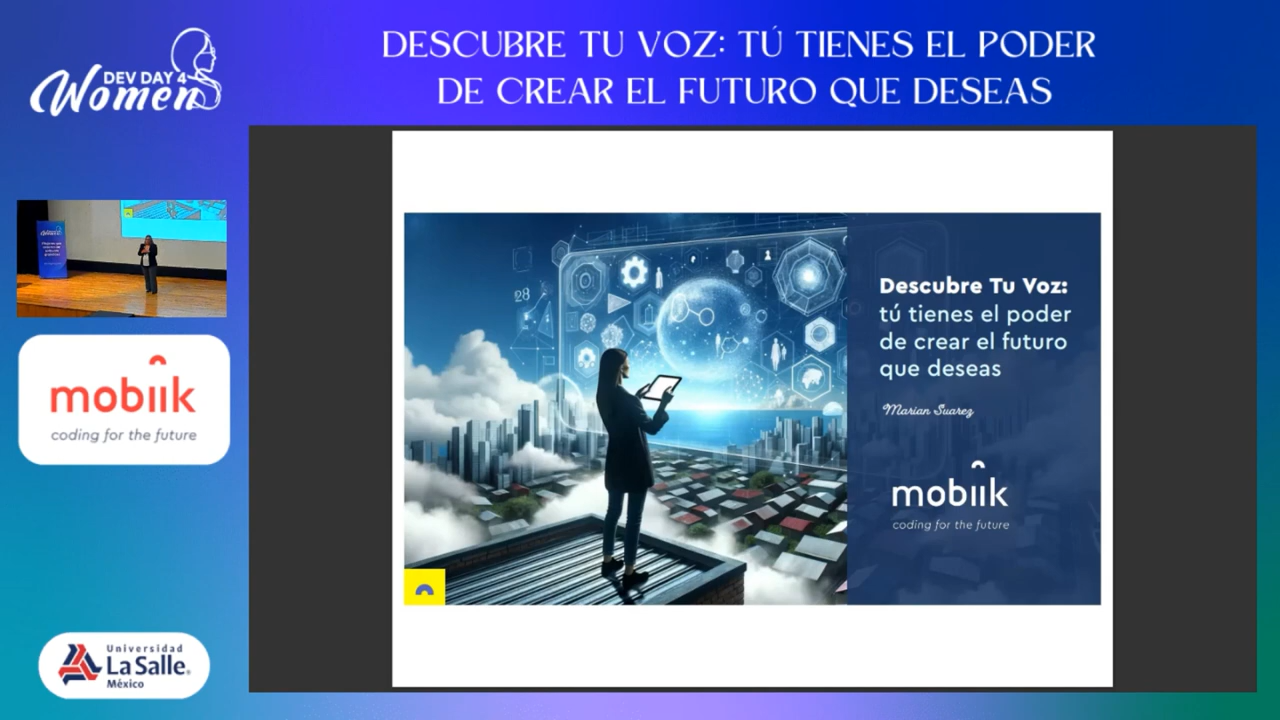 DEV DAY 4
Women
DESCUBRE TU VOZ: TÚ TIENES EL PODER
DE CREAR EL FUTURO QUE DESEAS
mobiik
coding for the future
Universidad
La Salle®
México
28
Descubre Tu Voz:
tú tienes el poder
de crear el futuro
que deseas
Marian Suarez
mobiik
coding for the future